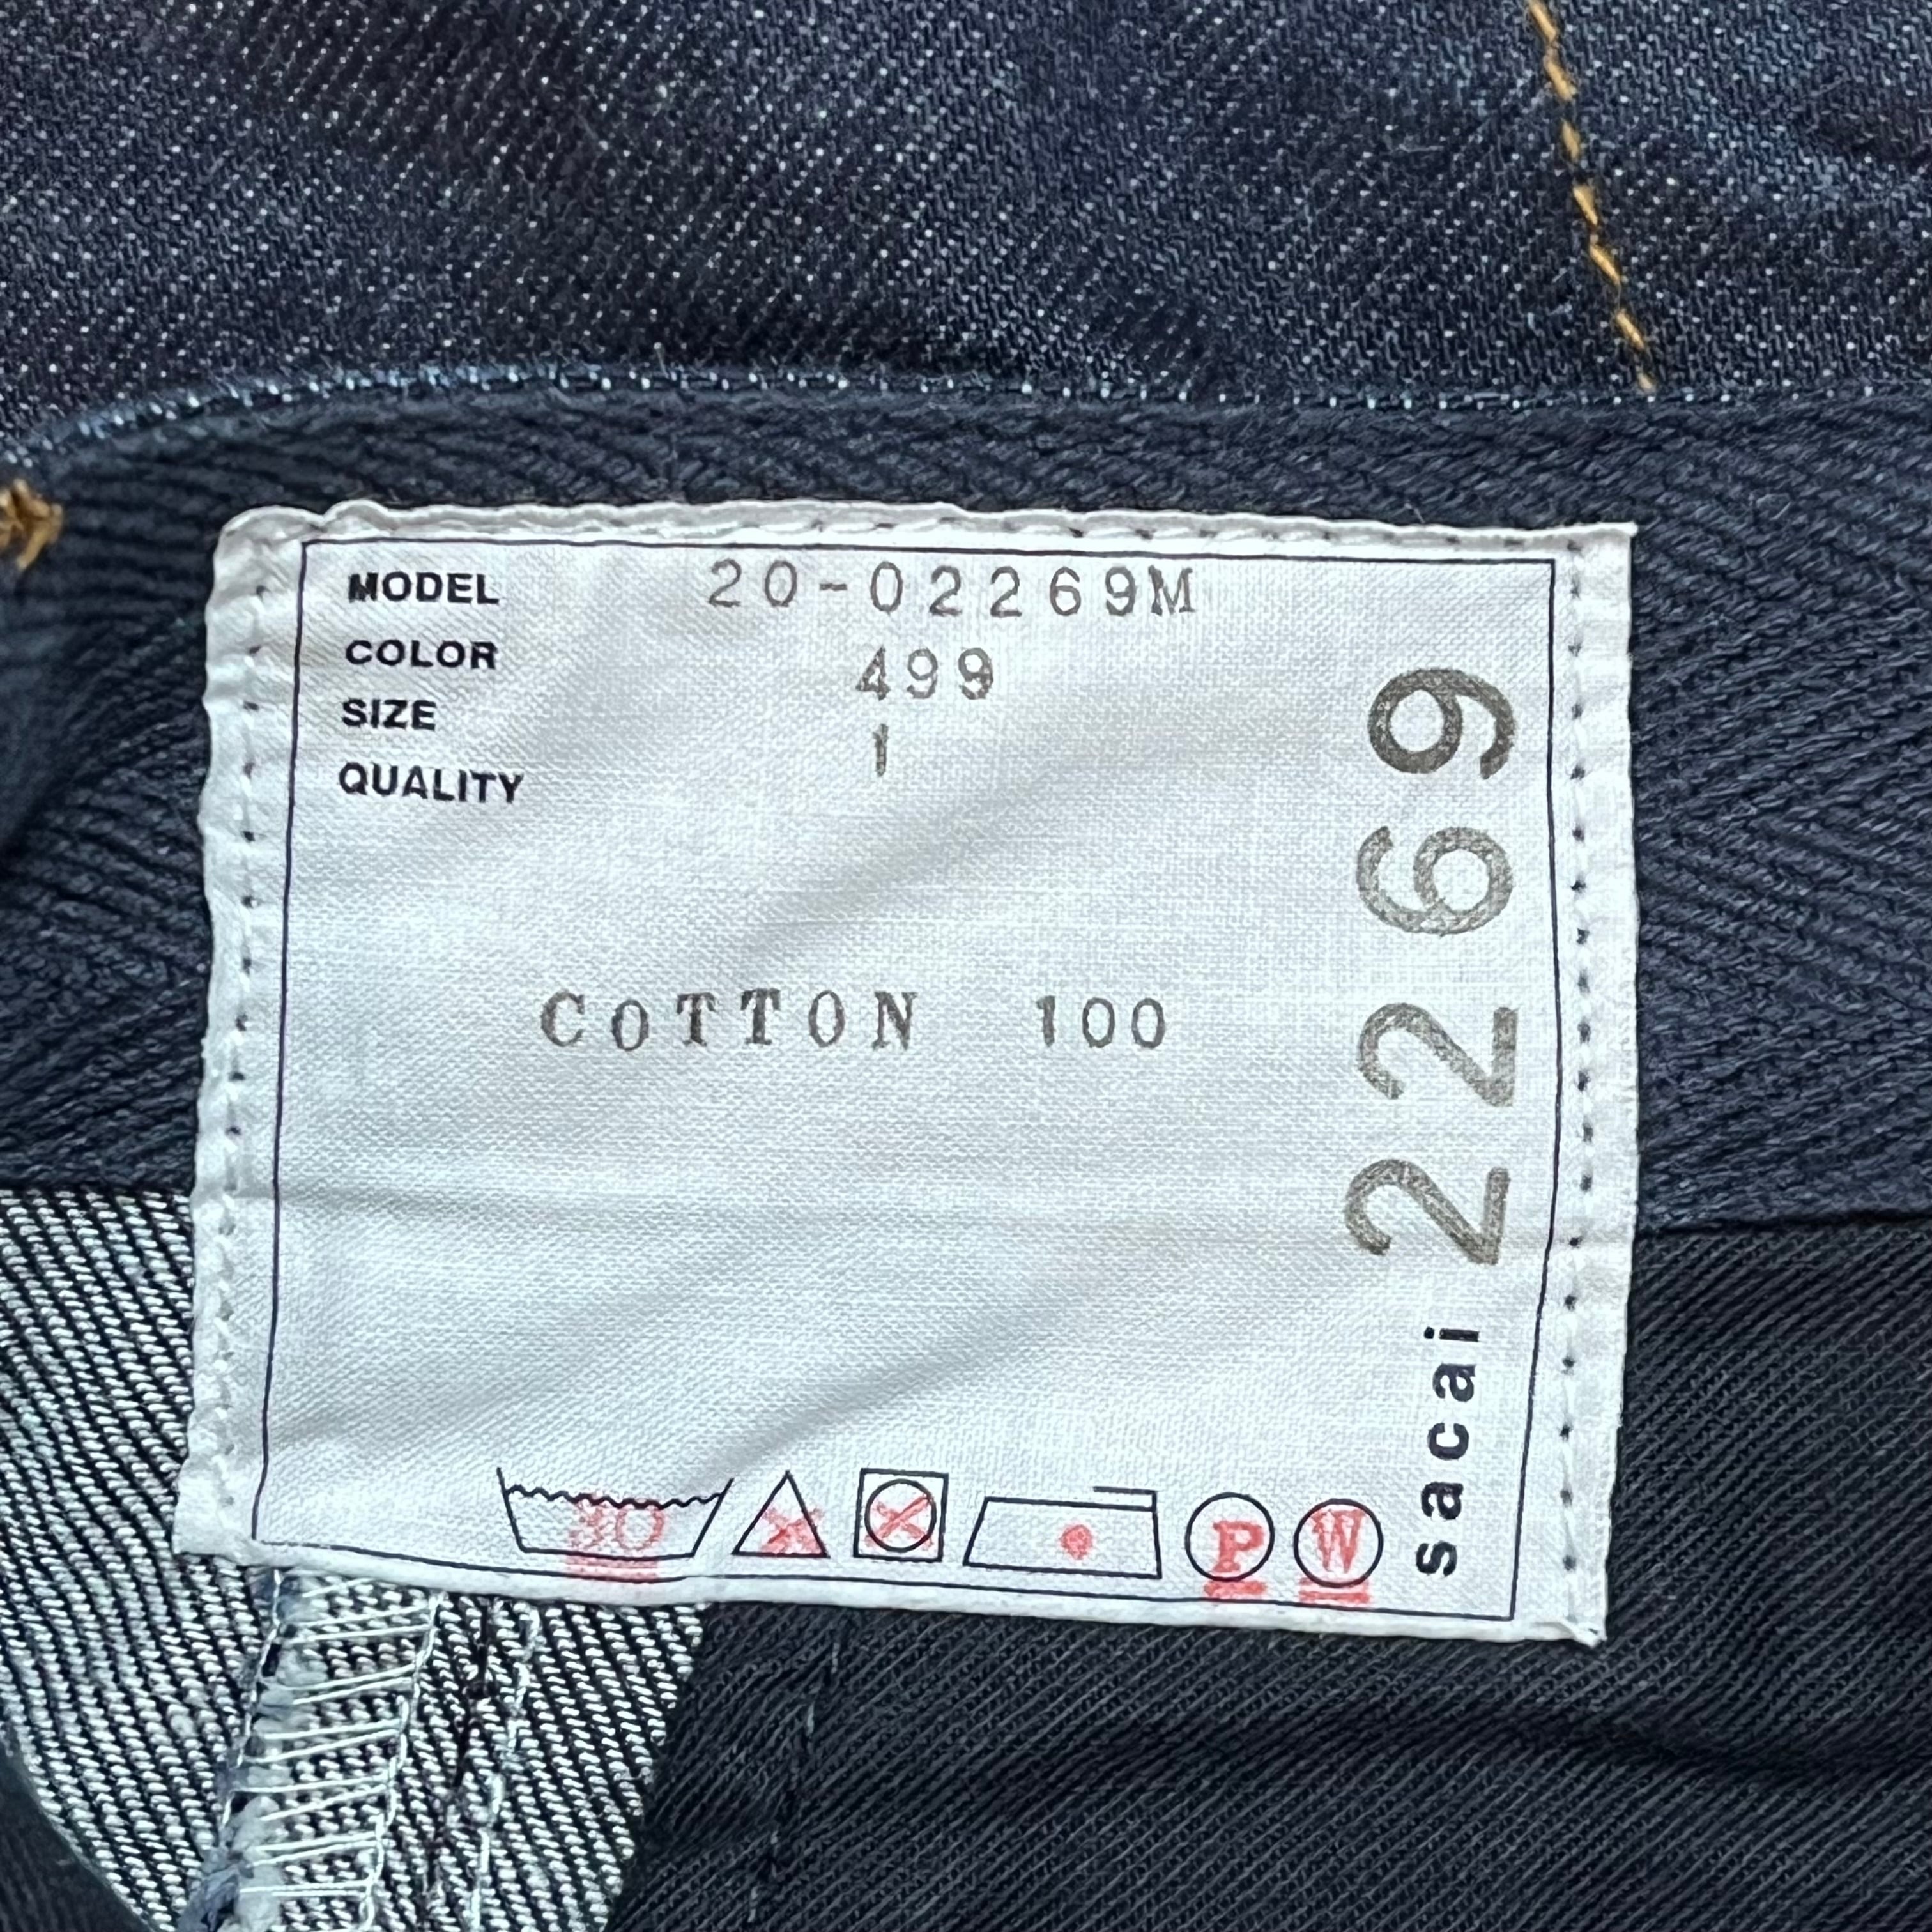 MODEL 20-02269M
COLOR 499
SIZE 1
QUALITY
COTTON 100
30 P W
sacai 2269